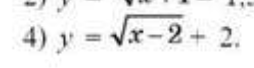 4) y = √x−2 + 2.